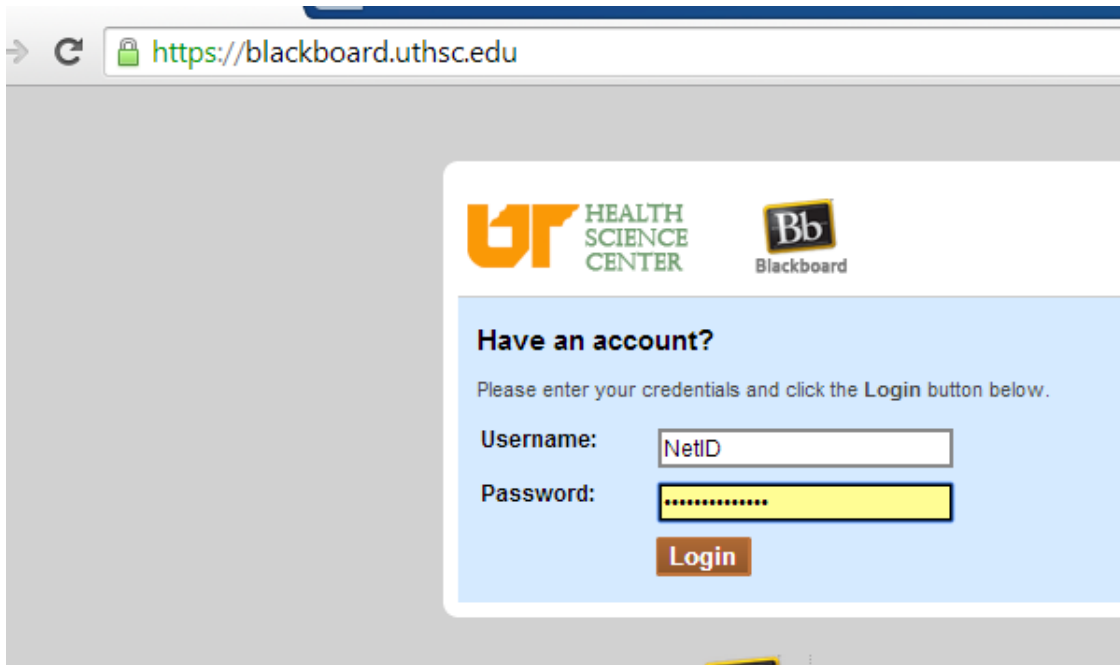 https://blackboard.uthsc.edu
UT HEALTH
SCIENCE
CENTER
Bb
Blackboard
Have an account?
Please enter your credentials and click the Login button below.
Username: NetID
Password: ••••••••••••••
Login